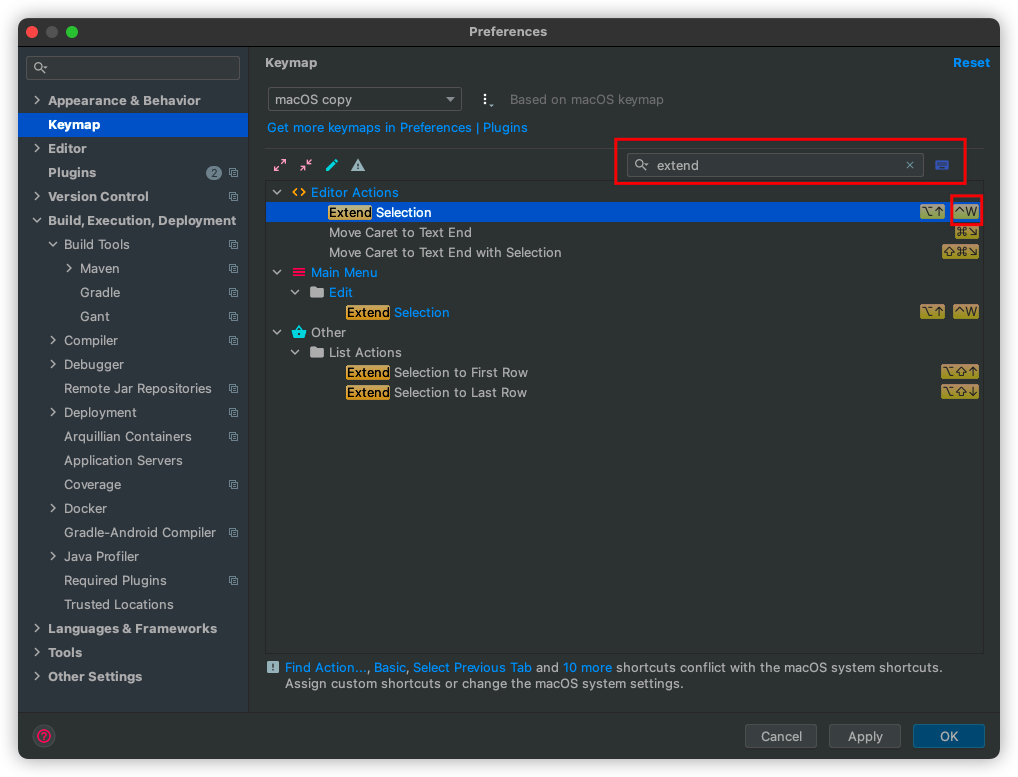 Preferences
Appearance & Behavior
Keymap
Editor
Plugins 2
Version Control
Build, Execution, Deployment
Build Tools
Maven
Gradle
Gant
Compiler
Debugger
Remote Jar Repositories
Deployment
Arquillian Containers
Application Servers
Coverage
Docker
Gradle-Android Compiler
Java Profiler
Required Plugins
Trusted Locations
Languages & Frameworks
Tools
Other Settings
Keymap Reset
macOS copy Based on macOS keymap
Get more keymaps in Preferences | Plugins
extend
Editor Actions
Extend Selection ⌥↑ ^W
Move Caret to Text End ⌘↘
Move Caret to Text End with Selection ⇧⌘↘
Main Menu
Edit
Extend Selection ⌥↑ ^W
Other
List Actions
Extend Selection to First Row ⌥⇧↑
Extend Selection to Last Row ⌥⇧↓
Find Action..., Basic, Select Previous Tab and 10 more shortcuts conflict with the macOS system shortcuts.
Assign custom shortcuts or change the macOS system settings.
? Cancel Apply OK